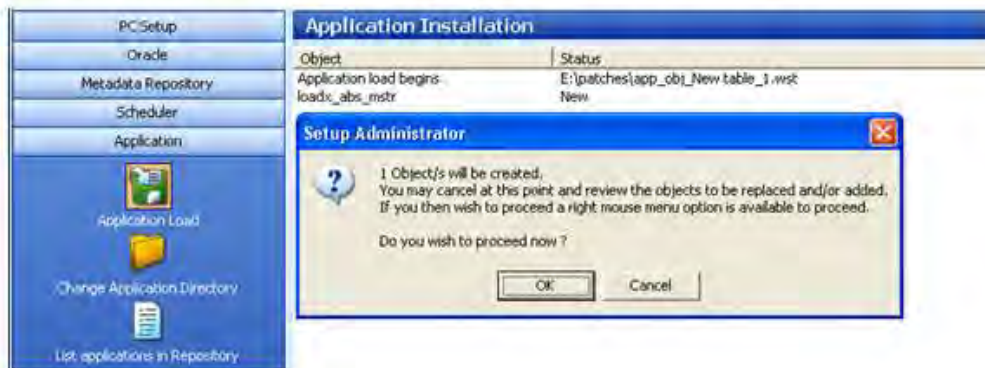 PC Setup
Oracle
Metadata Repository
Scheduler
Application
Application Load
Change Application Directory
List applications in Repository
Application Installation
Object Status
Application load begins E:\patches\app_obj_New table_1.wst
loadx_abs_mstr New
Setup Administrator
1 Object/s will be created.
You may cancel at this point and review the objects to be replaced and/or added.
If you then wish to proceed a right mouse menu option is available to proceed.
Do you wish to proceed now ?
OK Cancel